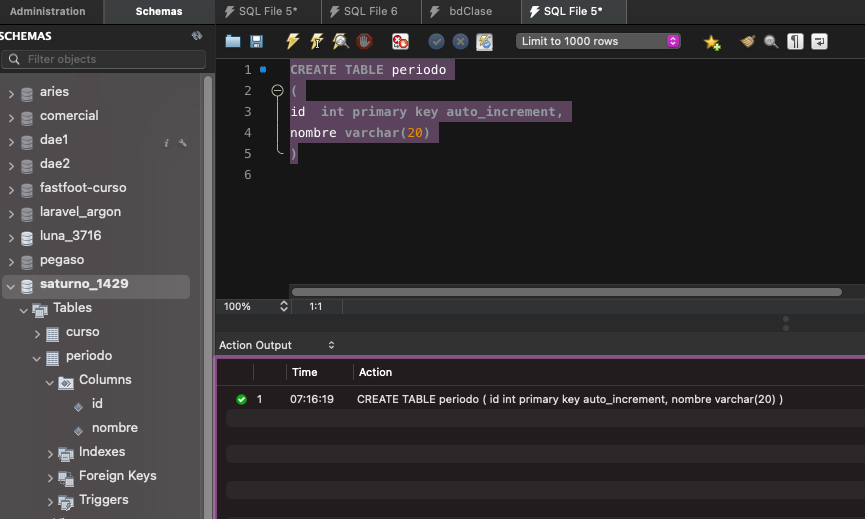 Administration Schemas SQL File 5* SQL File 6 bdClase SQL File 5*
SCHEMAS
Filter objects
Limit to 1000 rows
aries
comercial
dae1
dae2
fastfoot-curso
laravel_argon
luna_3716
pegaso
saturno_1429
Tables
curso
periodo
Columns
id
nombre
Indexes
Foreign Keys
Triggers
1 CREATE TABLE periodo
2 (
3 id int primary key auto_increment,
4 nombre varchar(20)
5 )
6
100% 1:1
Action Output
Time Action
1 07:16:19 CREATE TABLE periodo ( id int primary key auto_increment, nombre varchar(20) )